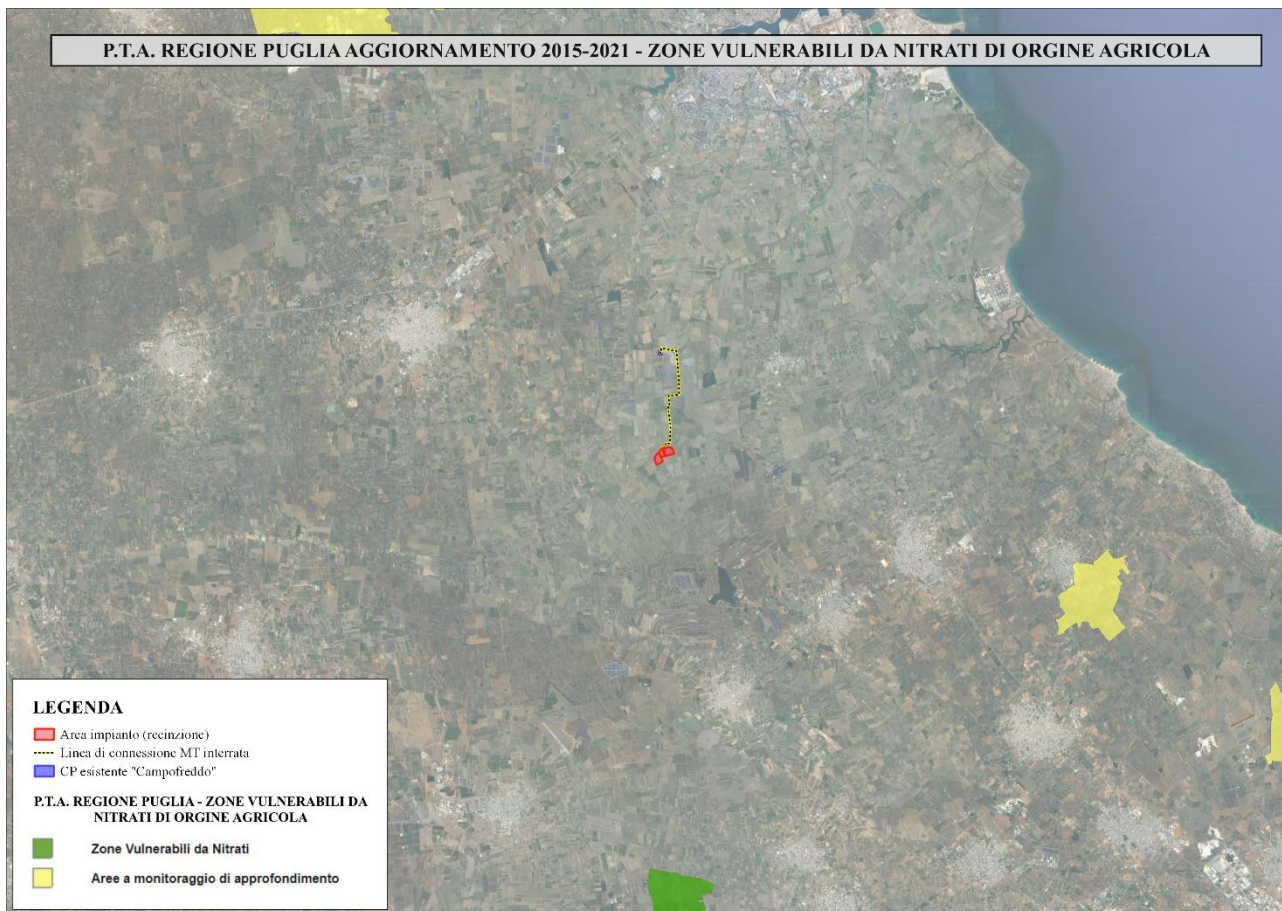 P.T.A. REGIONE PUGLIA AGGIORNAMENTO 2015-2021 - ZONE VULNERABILI DA NITRATI DI ORGINE AGRICOLA
LEGENDA
Area impianto (recinzione)
Linea di connessione MT interrata
CP esistente "Campofreddo"
P.T.A. REGIONE PUGLIA - ZONE VULNERABILI DA
NITRATI DI ORGINE AGRICOLA
Zone Vulnerabili da Nitrati
Aree a monitoraggio di approfondimento